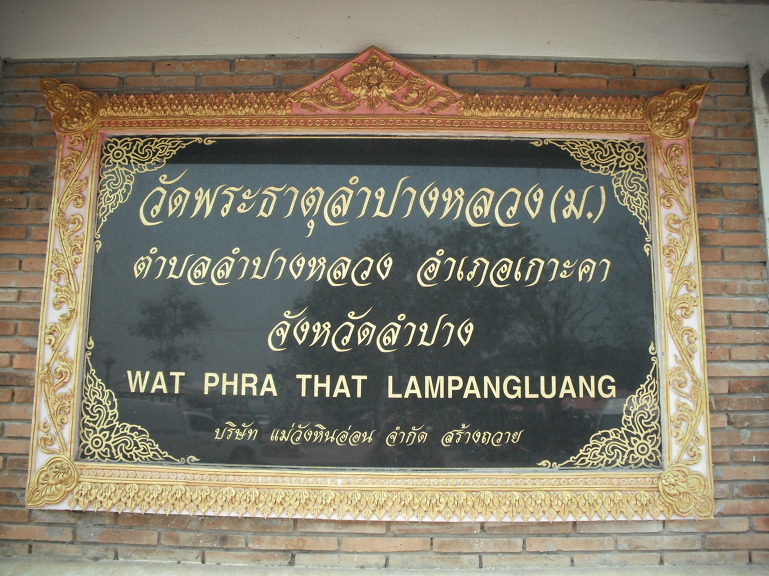 วัดพระธาตุลำปางหลวง(ม.)
ตำบลลำปางหลวง อำเภอเกาะคา
จังหวัดลำปาง
WAT PHRA THAT LAMPANGLUANG
บริษัท แม่วังหินอ่อน จำกัด สร้างถวาย